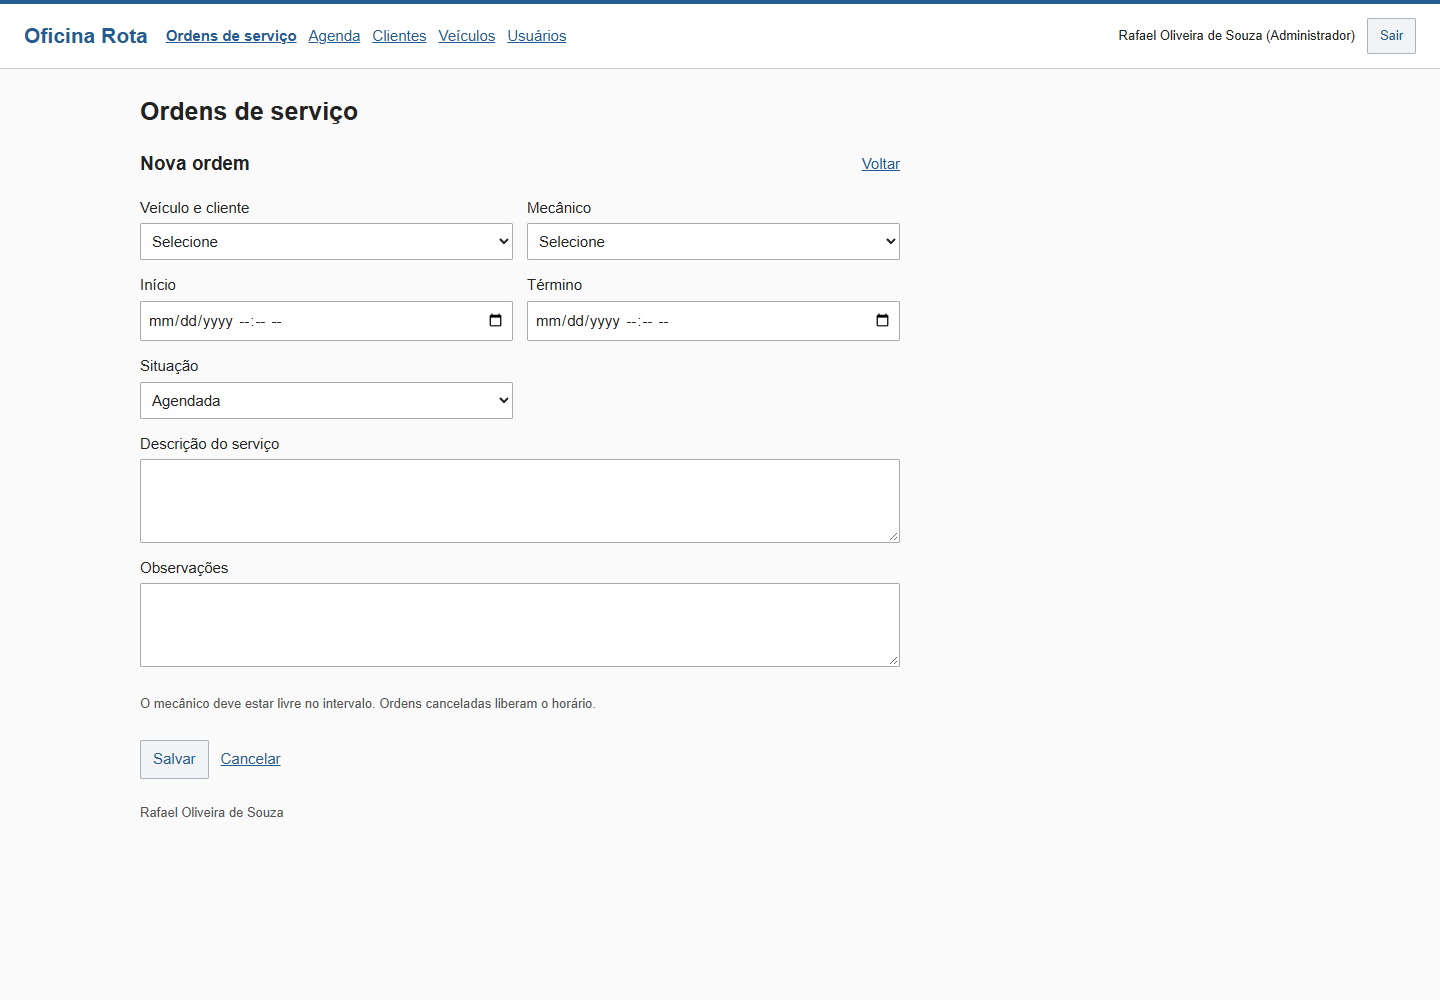 Oficina Rota Ordens de serviço Agenda Clientes Veículos Usuários Rafael Oliveira de Souza (Administrador) Sair
Ordens de serviço
Nova ordem Voltar
Veículo e cliente Mecânico
Selecione Selecione
Início Término
mm/dd/yyyy --:-- -- mm/dd/yyyy --:-- --
Situação
Agendada
Descrição do serviço
Observações
O mecânico deve estar livre no intervalo. Ordens canceladas liberam o horário.
Salvar Cancelar
Rafael Oliveira de Souza